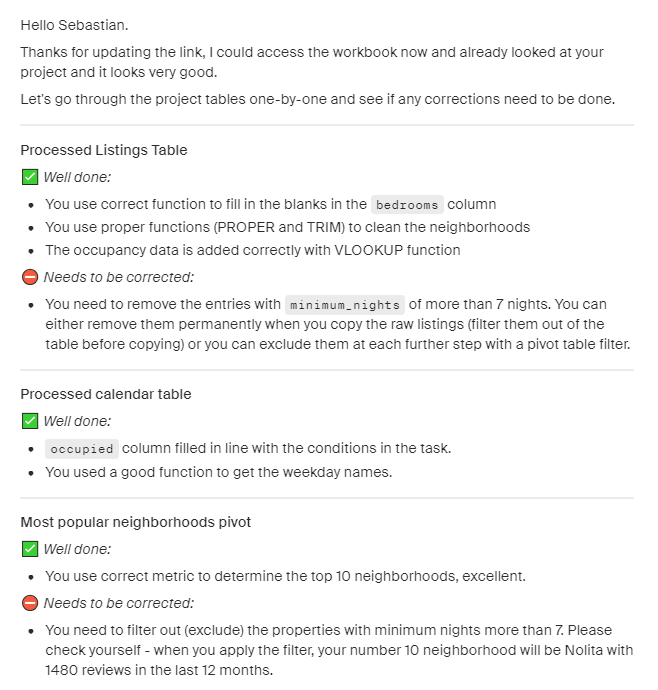 Hello Sebastian.
Thanks for updating the link, I could access the workbook now and already looked at your
project and it looks very good.
Let's go through the project tables one-by-one and see if any corrections need to be done.
Processed Listings Table
✅ Well done:
• You use correct function to fill in the blanks in the bedrooms column
• You use proper functions (PROPER and TRIM) to clean the neighborhoods
• The occupancy data is added correctly with VLOOKUP function
⛔ Needs to be corrected:
• You need to remove the entries with minimum_nights of more than 7 nights. You can
either remove them permanently when you copy the raw listings (filter them out of the
table before copying) or you can exclude them at each further step with a pivot table filter.
Processed calendar table
✅ Well done:
• occupied column filled in line with the conditions in the task.
• You used a good function to get the weekday names.
Most popular neighborhoods pivot
✅ Well done:
• You use correct metric to determine the top 10 neighborhoods, excellent.
⛔ Needs to be corrected:
• You need to filter out (exclude) the properties with minimum nights more than 7. Please
check yourself - when you apply the filter, your number 10 neighborhood will be Nolita with
1480 reviews in the last 12 months.